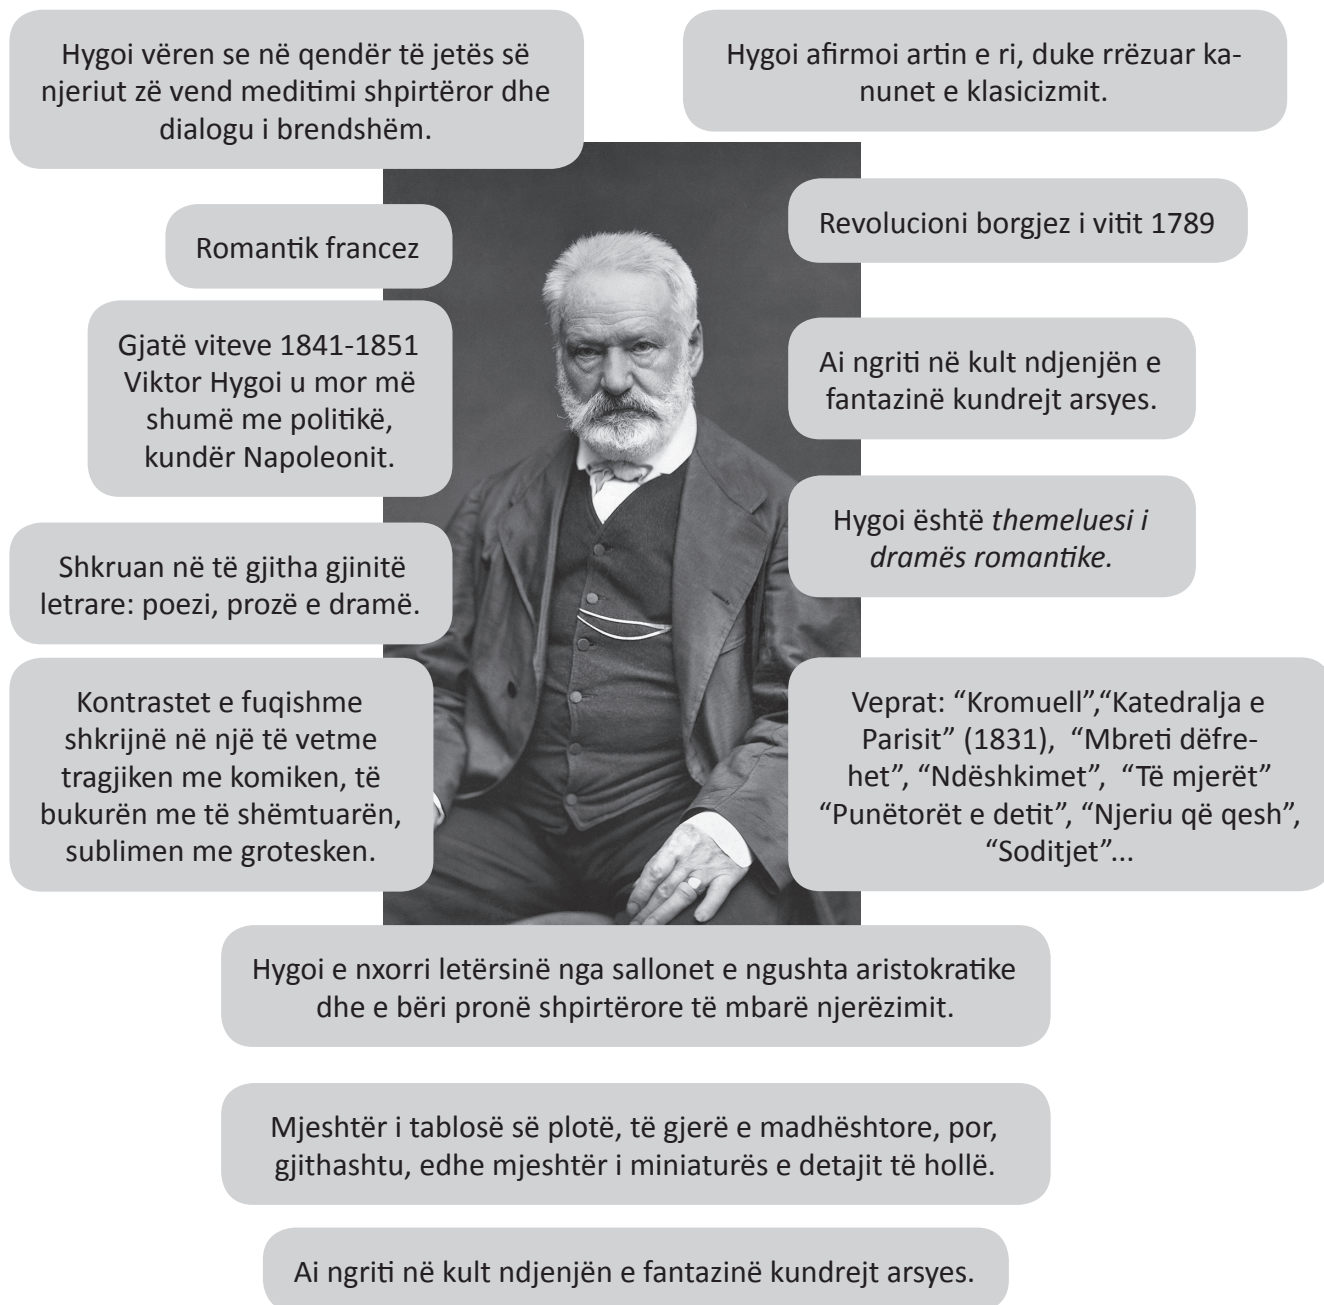 Hygoi vëren se në qendër të jetës së
njeriut zë vend meditimi shpirtëror dhe
dialogu i brendshëm.
Hygoi afirmoi artin e ri, duke rrëzuar ka-
nunet e klasicizmit.
Romantik francez
Revolucioni borgjez i vitit 1789
Gjatë viteve 1841-1851
Viktor Hygoi u mor më
shumë me politikë,
kundër Napoleonit.
Ai ngriti në kult ndjenjën e
fantazinë kundrejt arsyes.
Hygoi është themeluesi i
dramës romantike.
Shkruan në të gjitha gjinitë
letrare: poezi, prozë e dramë.
Kontrastet e fuqishme
shkrijnë në një të vetme
tragjiken me komiken, të
bukurën me të shëmtuarën,
sublimen me grotesken.
Veprat: “Kromuell”,“Katedralja e
Parisit” (1831), “Mbreti dëfre-
het”, “Ndëshkimet”, “Të mjerët”
“Punëtorët e detit”, “Njeriu që qesh”,
“Soditjet”...
Hygoi e nxorri letërsinë nga sallonet e ngushta aristokratike
dhe e bëri pronë shpirtërore të mbarë njerëzimit.
Mjeshtër i tablosë së plotë, të gjerë e madhështore, por,
gjithashtu, edhe mjeshtër i miniaturës e detajit të hollë.
Ai ngriti në kult ndjenjën e fantazinë kundrejt arsyes.